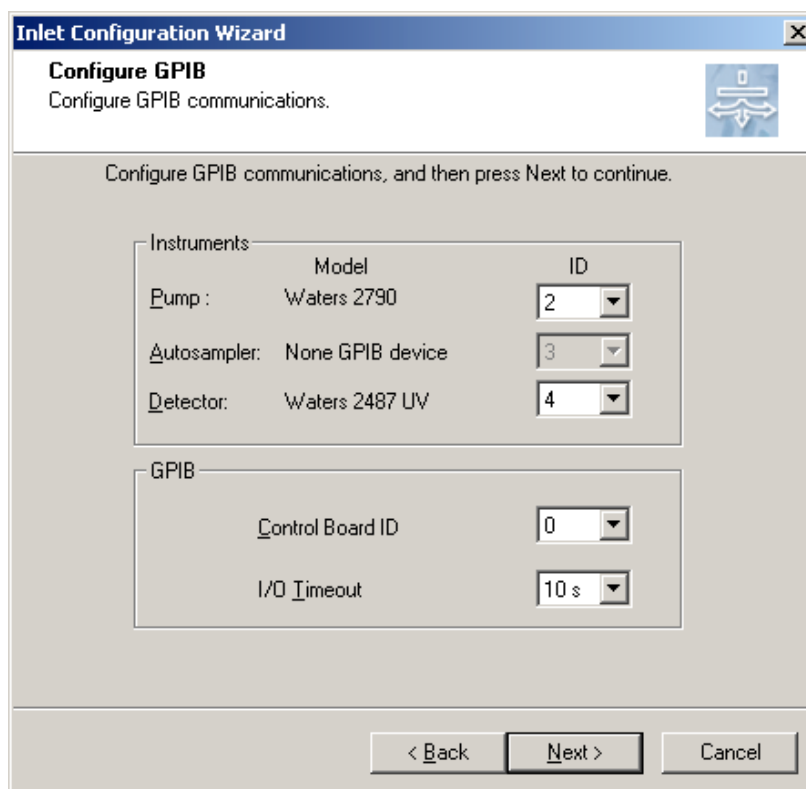 Inlet Configuration Wizard
Configure GPIB
Configure GPIB communications.
Configure GPIB communications, and then press Next to continue.
Instruments
Model ID
Pump : Waters 2790 2
Autosampler: None GPIB device 3
Detector: Waters 2487 UV 4
GPIB
Control Board ID 0
I/O Timeout 10 s
< Back Next > Cancel